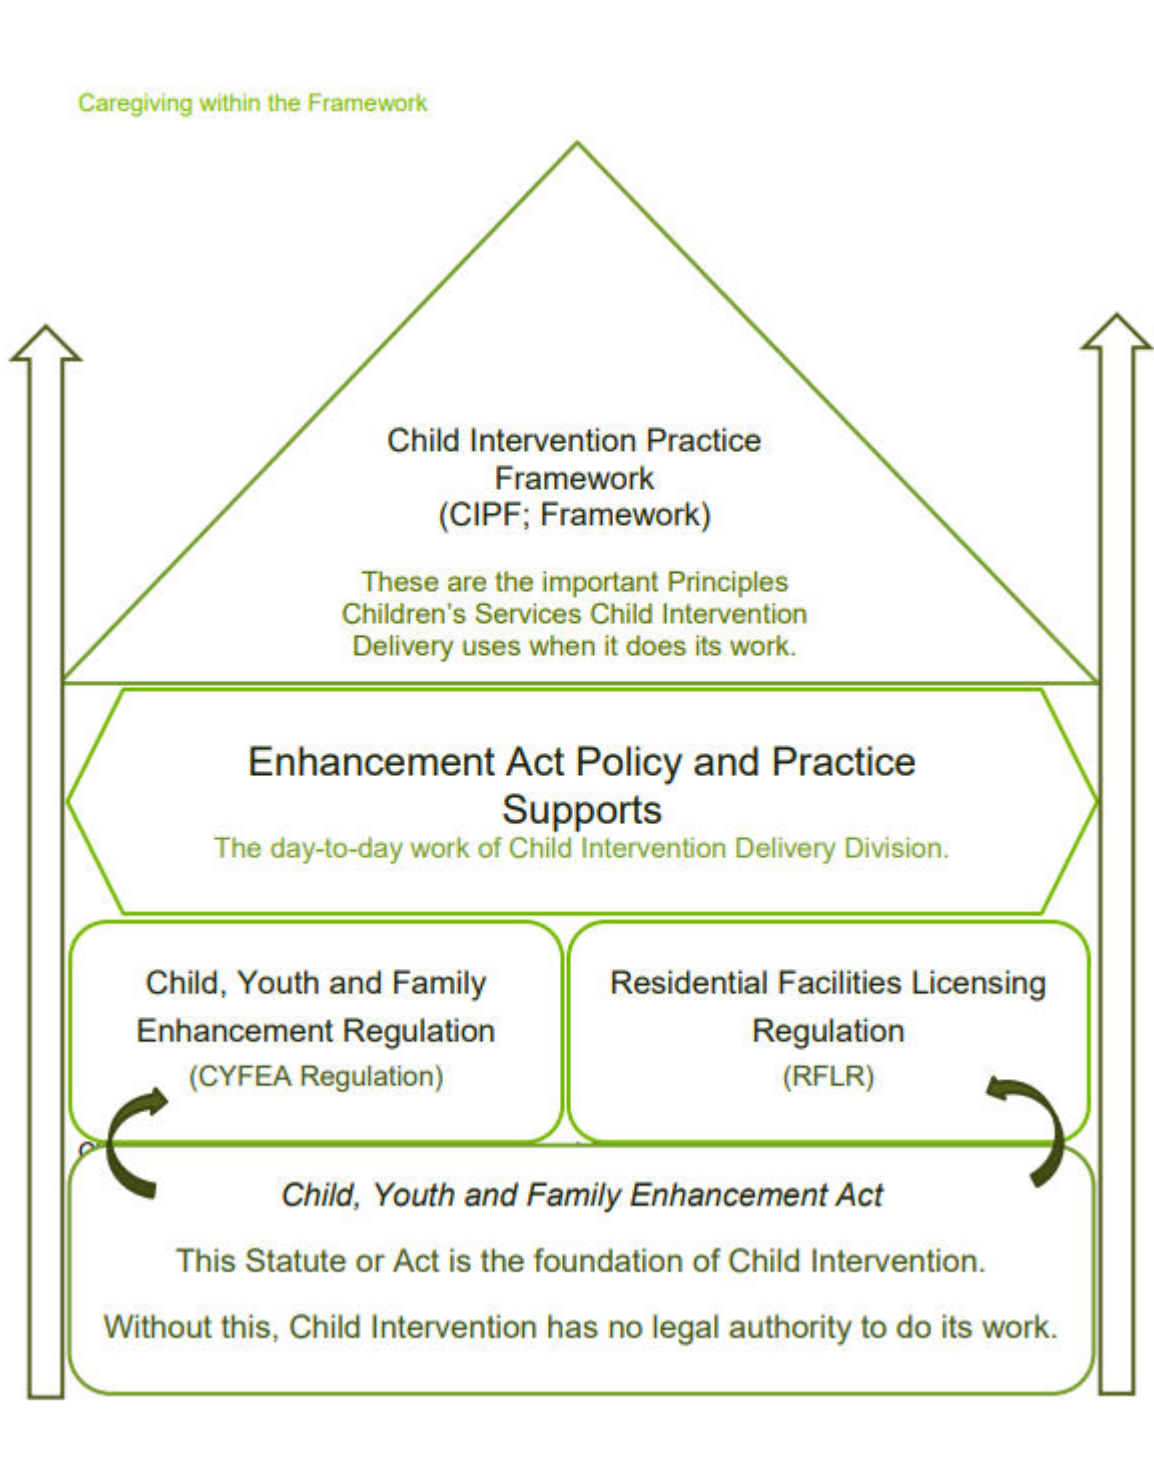 Caregiving within the Framework
Child Intervention Practice
Framework
(CIPF; Framework)
These are the important Principles
Children's Services Child Intervention
Delivery uses when it does its work.
Enhancement Act Policy and Practice
Supports
The day-to-day work of Child Intervention Delivery Division.
Child, Youth and Family
Enhancement Regulation
(CYFEA Regulation)
Residential Facilities Licensing
Regulation
(RFLR)
Child, Youth and Family Enhancement Act
This Statute or Act is the foundation of Child Intervention.
Without this, Child Intervention has no legal authority to do its work.